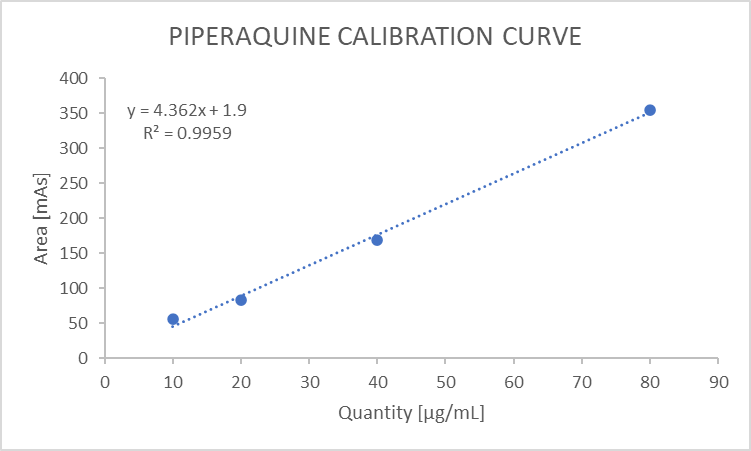 PIPERAQUINE CALIBRATION CURVE
y = 4.362x + 1.9
R² = 0.9959
400
350
300
250
200
150
100
50
0
Area [mAs]
0 10 20 30 40 50 60 70 80 90
Quantity [µg/mL]